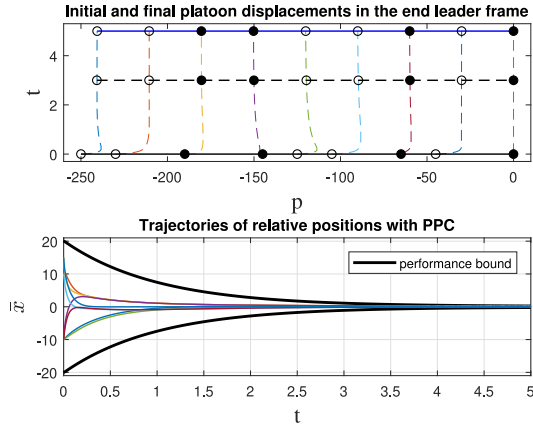 Initial and final platoon displacements in the end leader frame
4
2
0
t
-250 -200 -150 -100 -50 0
p
Trajectories of relative positions with PPC
20
10
0
-10
-20
x̄
performance bound
0 0.5 1 1.5 2 2.5 3 3.5 4 4.5 5
t